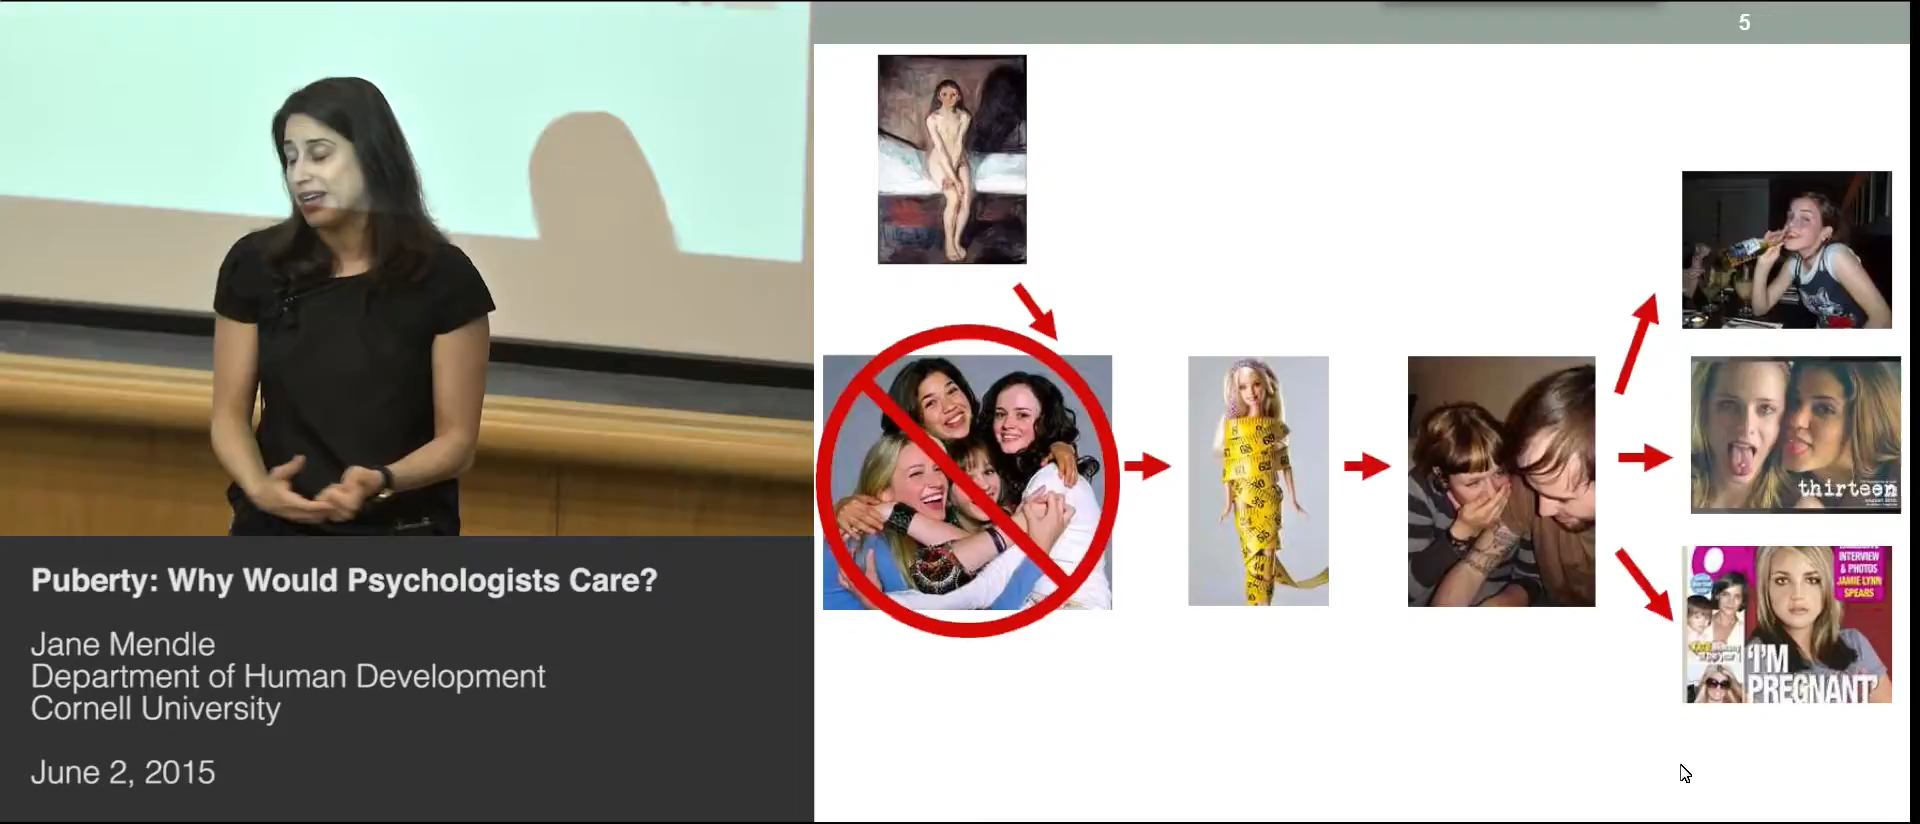 5
Puberty: Why Would Psychologists Care?
Jane Mendle
Department of Human Development
Cornell University
June 2, 2015
thirteen
INTERVIEW
& PHOTOS
JAMIE LYNN
SPEARS
'I'M
PREGNANT'